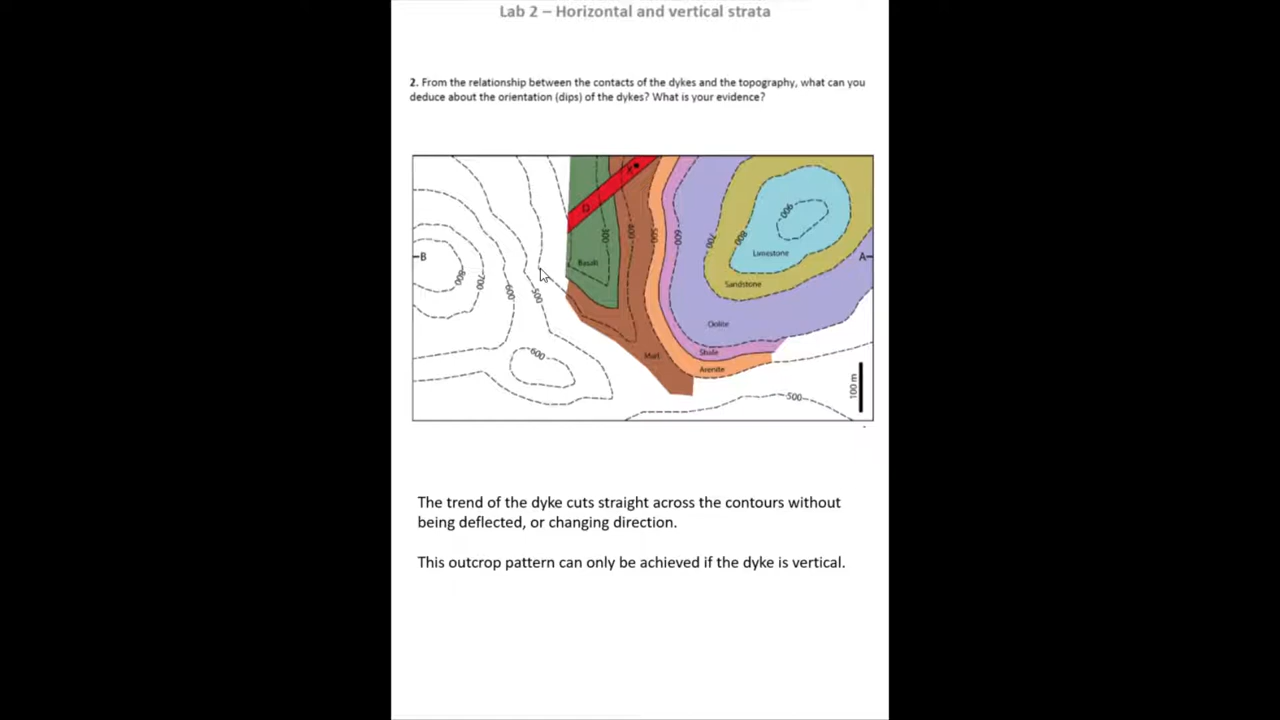 Lab 2 – Horizontal and vertical strata
2. From the relationship between the contacts of the dykes and the topography, what can you
deduce about the orientation (dips) of the dykes? What is your evidence?
B
A
800
700
600
500
600
500
300
400
500
600
700
800
900
D
Basalt
Marl
Limestone
Sandstone
Oolite
Shale
Arenite
100 m
The trend of the dyke cuts straight across the contours without
being deflected, or changing direction.
This outcrop pattern can only be achieved if the dyke is vertical.